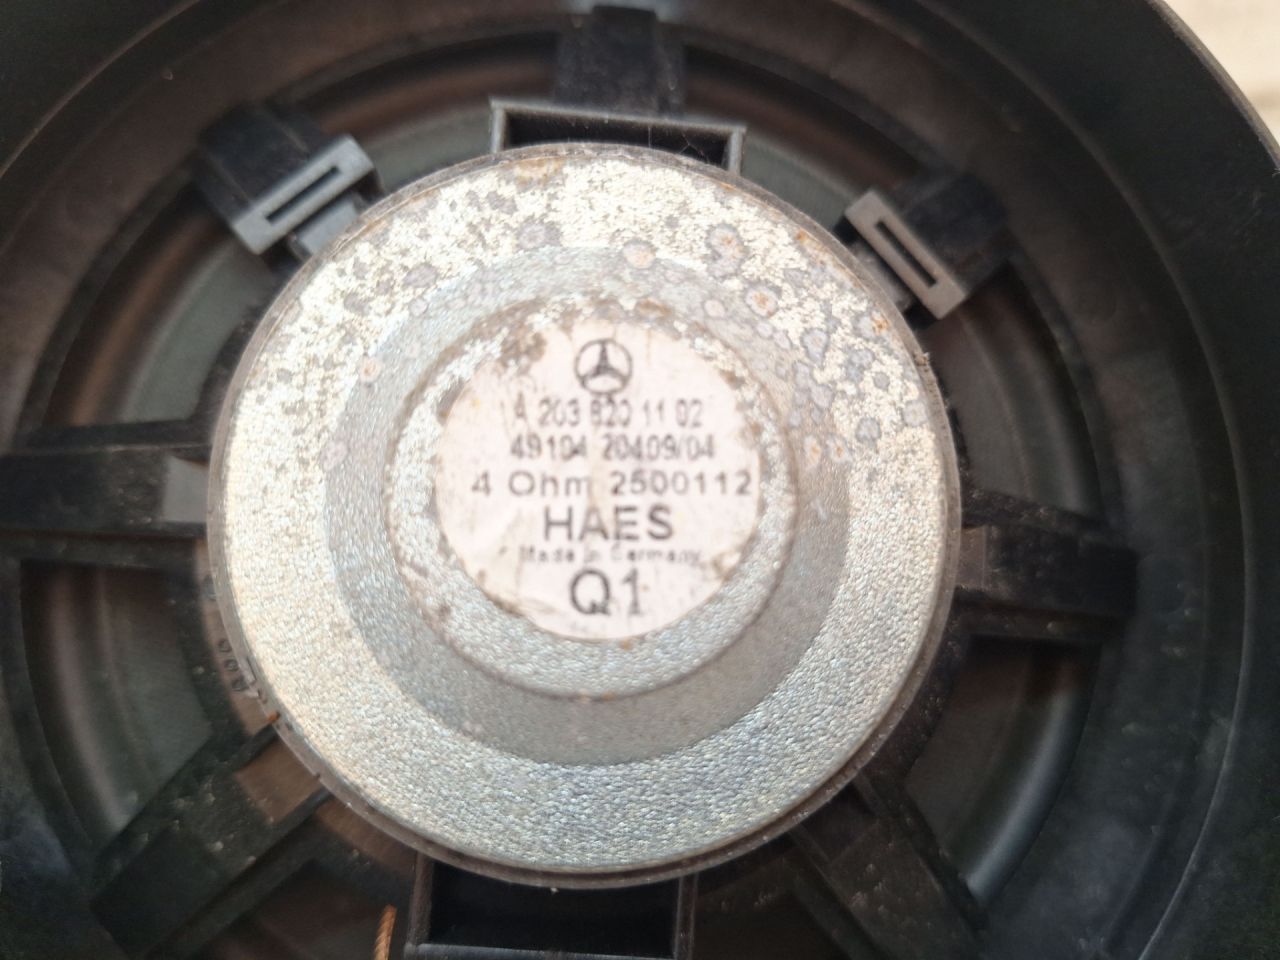 A 203 820 11 02
49104 20409/04
4 Ohm 2500112
HAES
Made in Germany
Q1